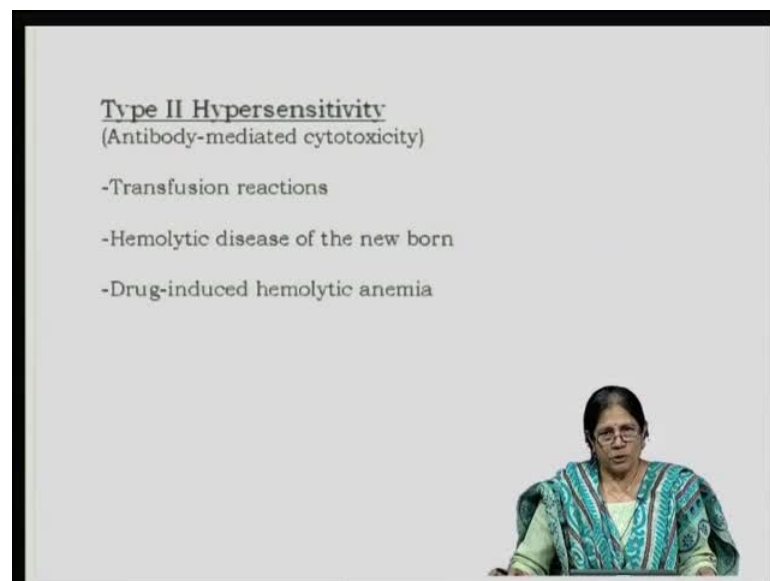 Type II Hypersensitivity
(Antibody-mediated cytotoxicity)
-Transfusion reactions
-Hemolytic disease of the new born
-Drug-induced hemolytic anemia